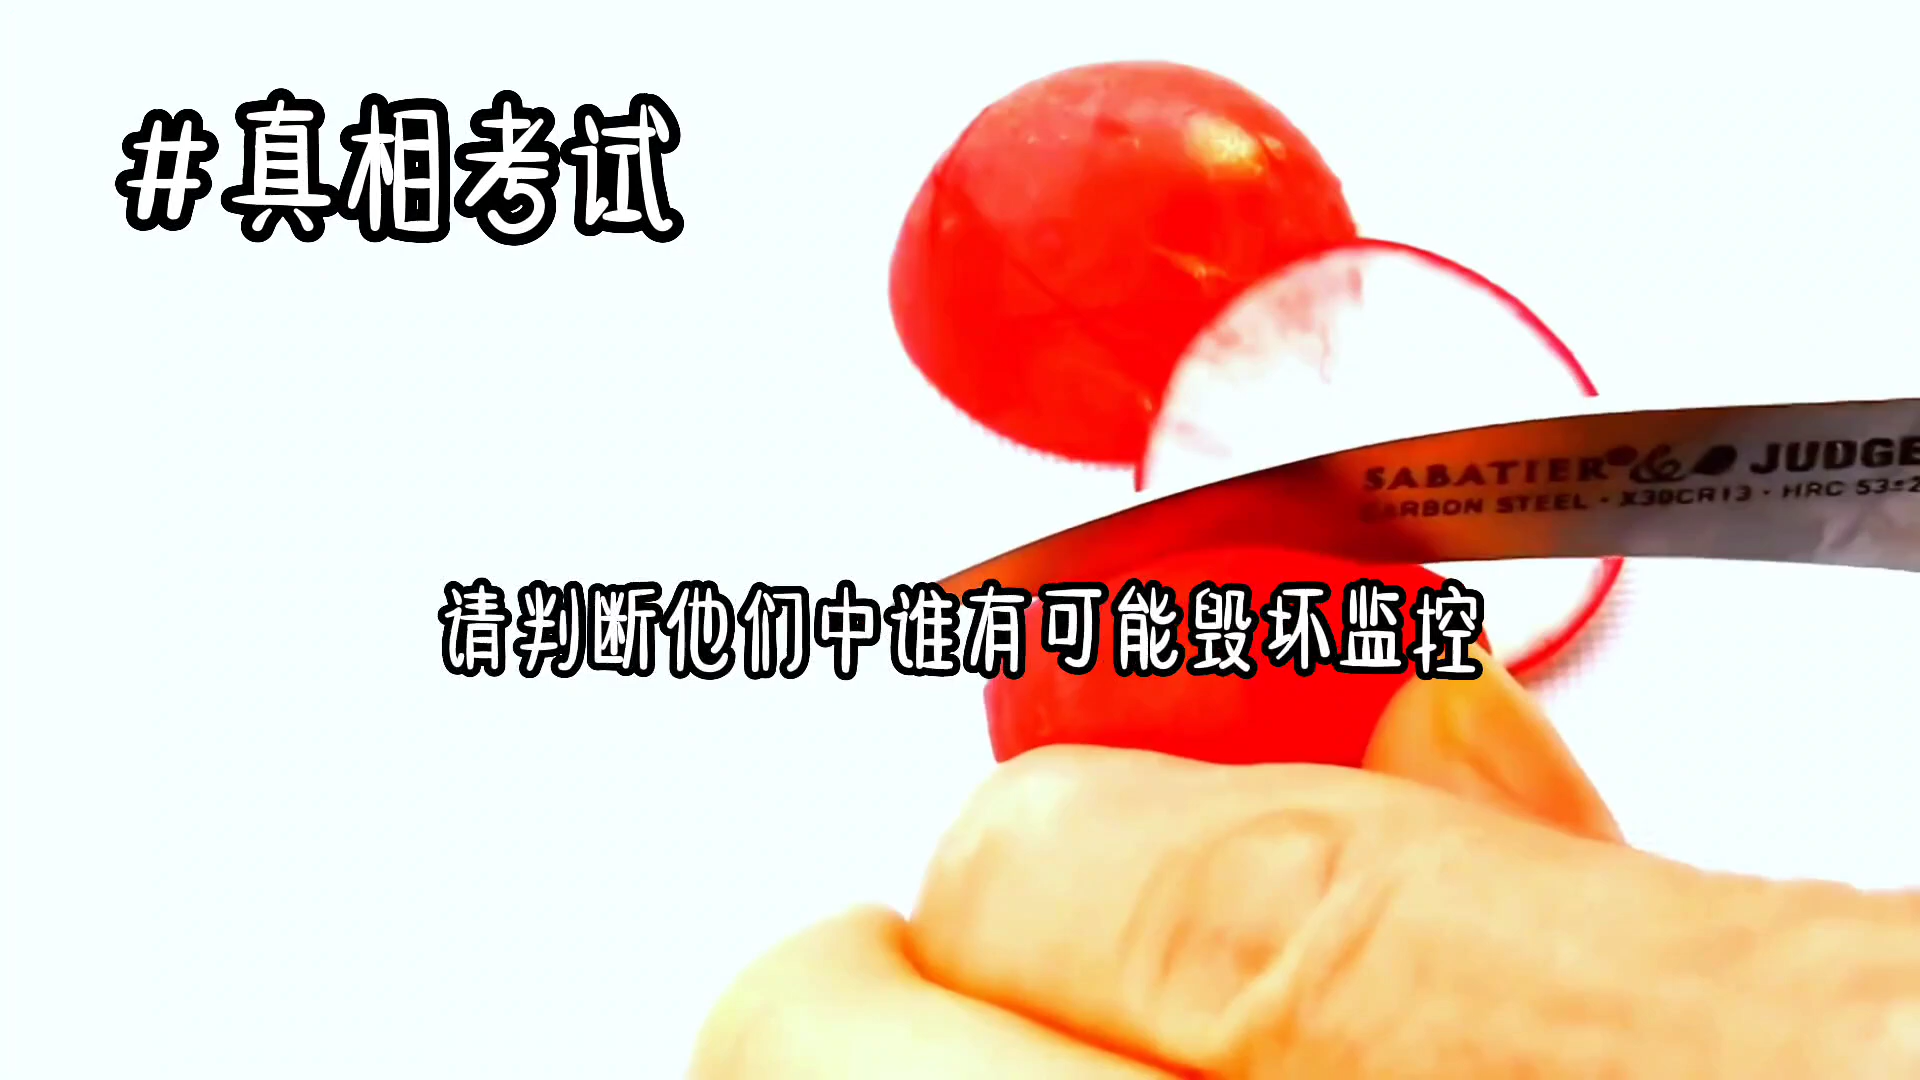 #真相考试
SABATIER & JUDGE
CARBON STEEL · X30CR13 · HRC 53±2
请判断他们中谁有可能毁坏监控